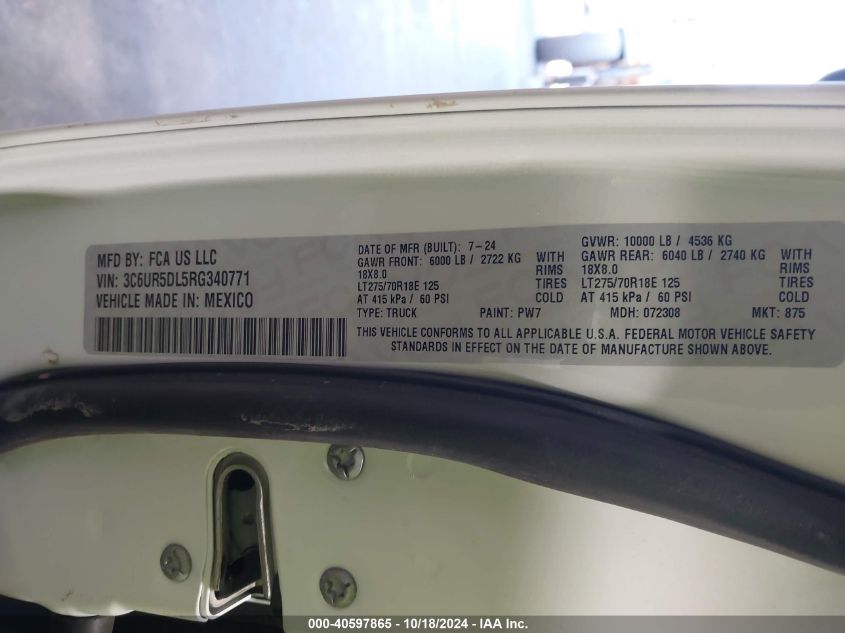 MFD BY: FCA US LLC
VIN: 3C6UR5DL5RG340771
VEHICLE MADE IN: MEXICO
DATE OF MFR (BUILT): 7-24
GAWR FRONT: 6000 LB / 2722 KG WITH
18X8.0 RIMS
LT275/70R18E 125 TIRES
AT 415 kPa / 60 PSI COLD
TYPE: TRUCK PAINT: PW7
GVWR: 10000 LB / 4536 KG
GAWR REAR: 6040 LB / 2740 KG WITH
18X8.0 RIMS
LT275/70R18E 125 TIRES
AT 415 kPa / 60 PSI COLD
MDH: 072308 MKT: 875
THIS VEHICLE CONFORMS TO ALL APPLICABLE U.S.A. FEDERAL MOTOR VEHICLE SAFETY
STANDARDS IN EFFECT ON THE DATE OF MANUFACTURE SHOWN ABOVE.
000-40597865 - 10/18/2024 - IAA Inc.